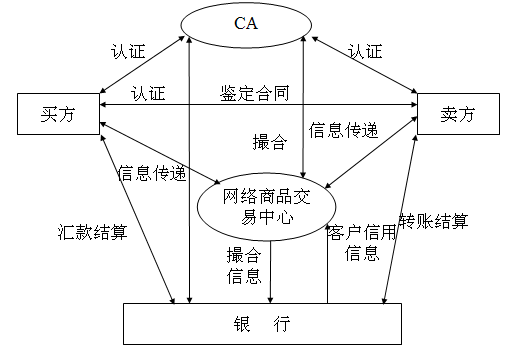 CA
认证
认证
认证
鉴定合同
买方
卖方
撮合
信息传递
信息传递
网络商品交
易中心
汇款结算
转账结算
客户信用
信息
撮合
信息
银 行